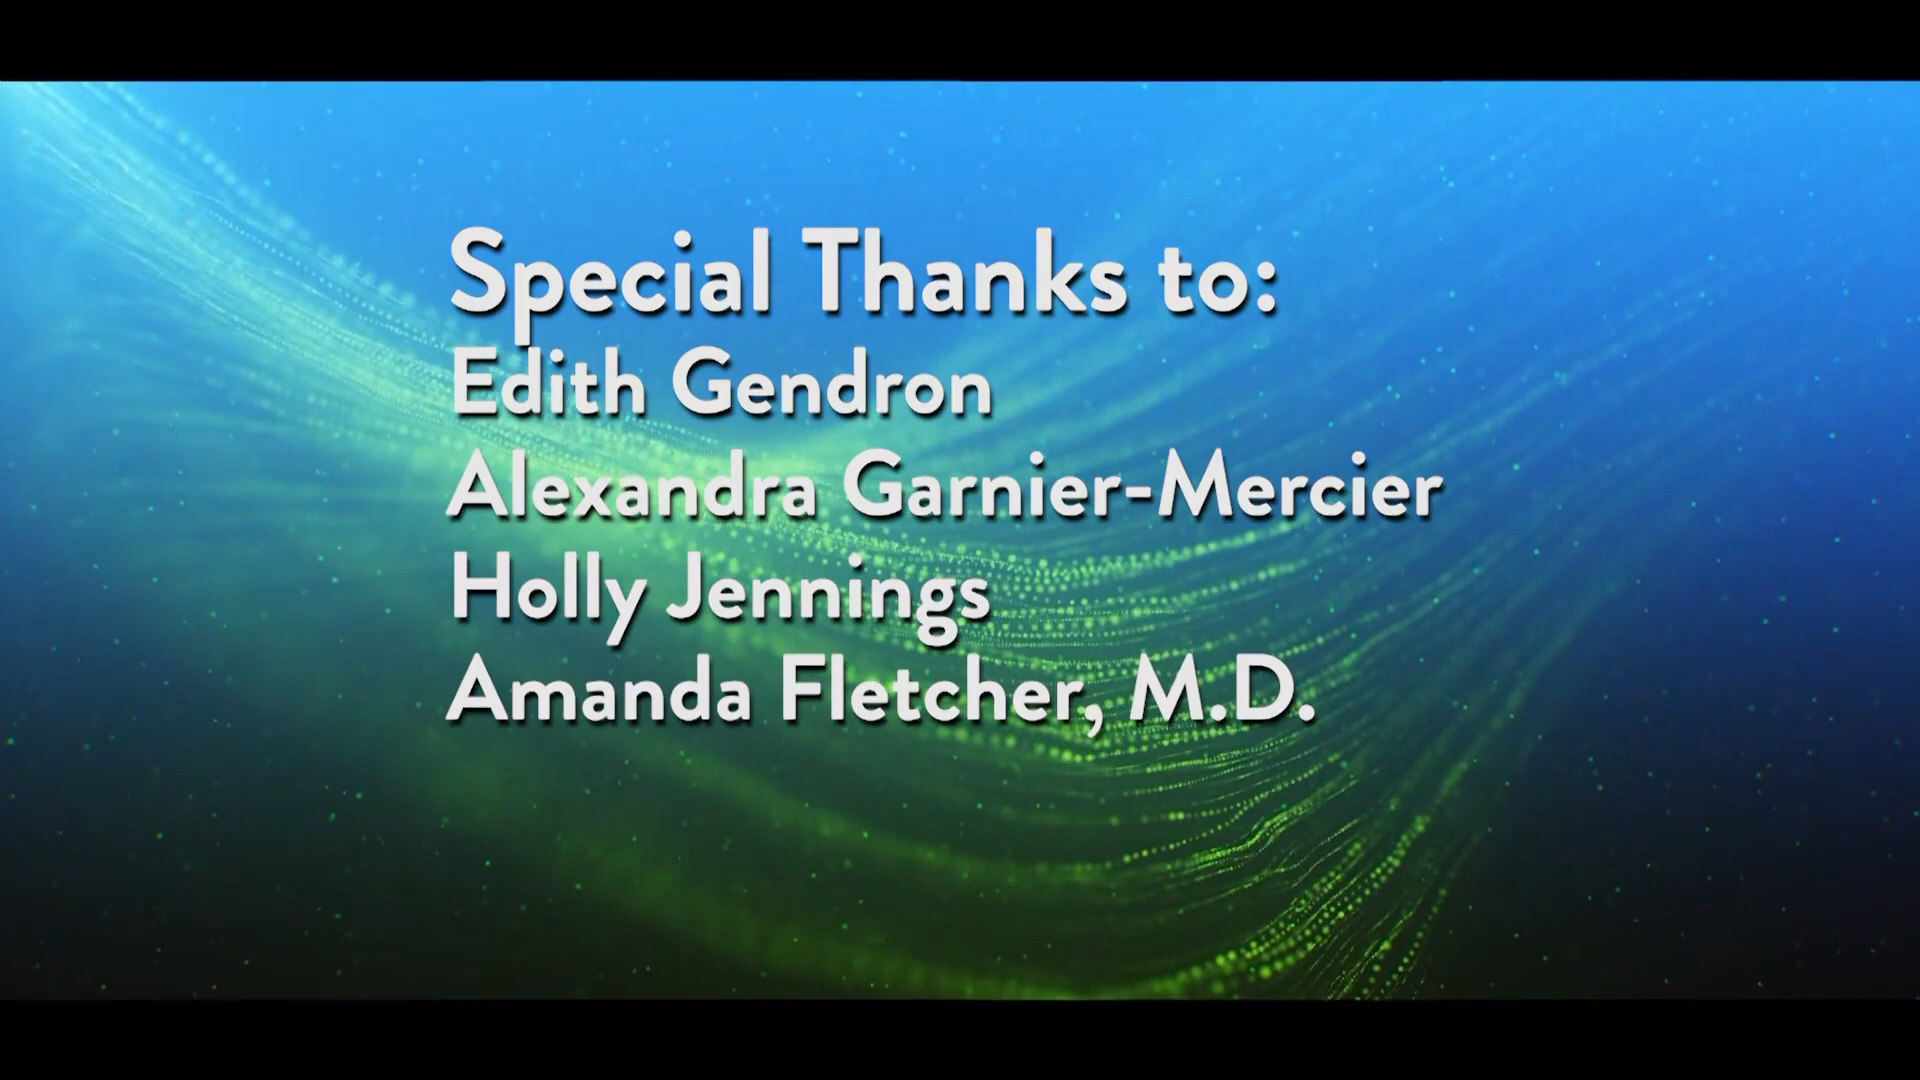 Special Thanks to:
Edith Gendron
Alexandra Garnier-Mercier
Holly Jennings
Amanda Fletcher, M.D.